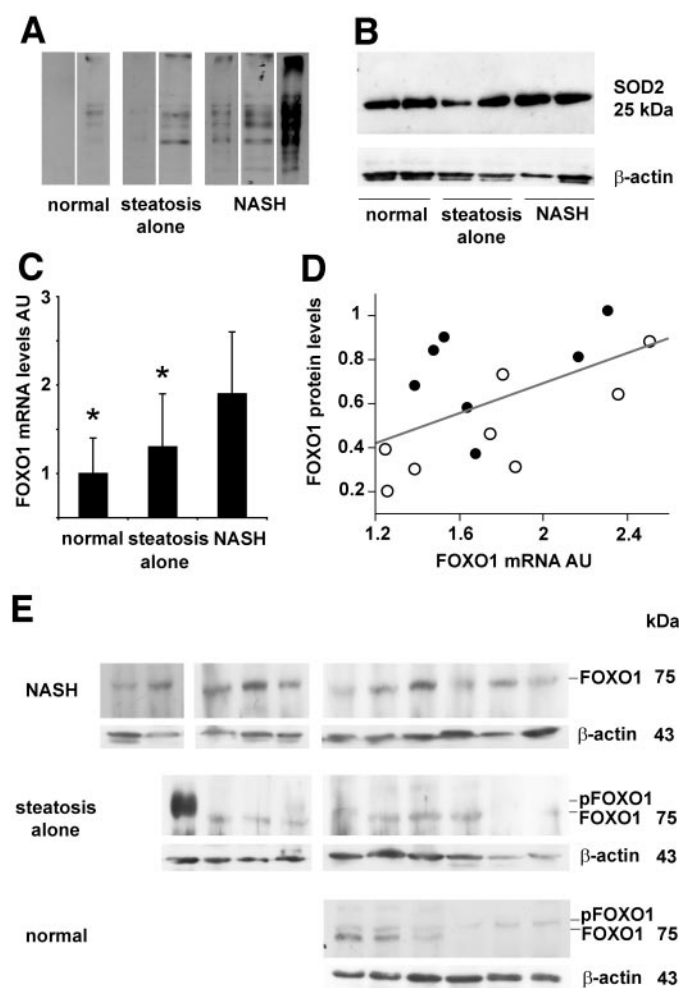 A
normal
steatosis
alone
NASH
B
SOD2
25 kDa
β-actin
normal
steatosis
alone
NASH
C
FOXO1 mRNA levels AU
3
2
1
*
*
normal steatosis NASH
alone
D
FOXO1 protein levels
1
0.8
0.6
0.4
0.2
1.2
1.6
2
2.4
FOXO1 mRNA AU
E
kDa
NASH
FOXO1 75
β-actin 43
steatosis
alone
pFOXO1
FOXO1 75
β-actin 43
normal
pFOXO1
FOXO1 75
β-actin 43